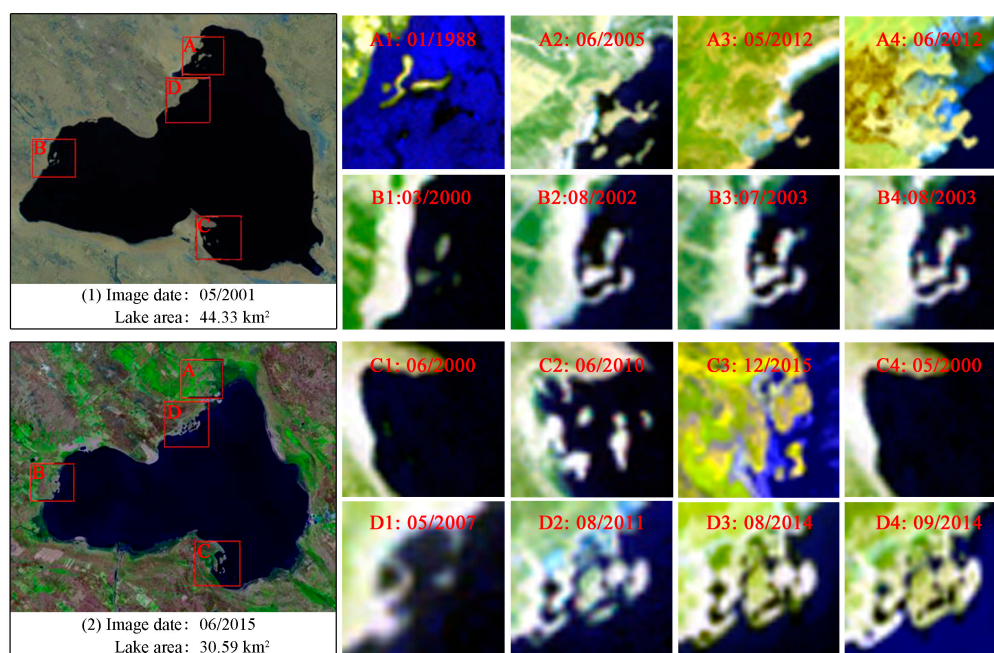 A
D
B
C
(1) Image date: 05/2001
Lake area: 44.33 km²
A1: 01/1988
A2: 06/2005
A3: 05/2012
A4: 06/2012
B1:03/2000
B2:08/2002
B3:07/2003
B4:08/2003
A
D
B
C
(2) Image date: 06/2015
Lake area: 30.59 km²
C1: 06/2000
C2: 06/2010
C3: 12/2015
C4: 05/2000
D1: 05/2007
D2: 08/2011
D3: 08/2014
D4: 09/2014